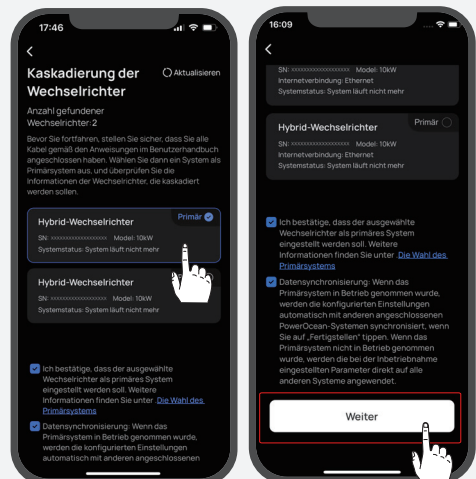 17:46
Kaskadierung der
Wechselrichter
Aktualisieren
Anzahl gefundener
Wechselrichter:2
Bevor Sie fortfahren, stellen Sie sicher, dass Sie alle
Kabel gemäß den Anweisungen im Benutzerhandbuch
angeschlossen haben. Wählen Sie dann ein System als
Primärsystem aus, und überprüfen Sie die
Informationen der Wechselrichter, die kaskadiert
werden sollen.
Hybrid-Wechselrichter
Primär
SN: xxxxxxxxxxxxxxxxxx Model: 10kW
Systemstatus: System läuft nicht mehr
Hybrid-Wechselrichter
SN: xxxxxxxxxxxxxxxxxx Model: 10kW
Systemstatus: System läuft nicht mehr
Ich bestätige, dass der ausgewählte
Wechselrichter als primäres System
eingestellt werden soll. Weitere
Informationen finden Sie unter .Die Wahl des
Primärsystems
Datensynchronisierung: Wenn das
Primärsystem in Betrieb genommen wurde,
werden die konfigurierten Einstellungen
automatisch mit anderen angeschlossenen
16:09
SN: xxxxxxxxxxxxxxxxxx Model: 10kW
Internetverbindung: Ethernet
Systemstatus: System läuft nicht mehr
Hybrid-Wechselrichter
Primär
SN: xxxxxxxxxxxxxxxxxx Model: 10kW
Internetverbindung: Ethernet
Systemstatus: System läuft nicht mehr
Ich bestätige, dass der ausgewählte
Wechselrichter als primäres System
eingestellt werden soll. Weitere
Informationen finden Sie unter .Die Wahl des
Primärsystems
Datensynchronisierung: Wenn das
Primärsystem in Betrieb genommen wurde,
werden die konfigurierten Einstellungen
automatisch mit anderen angeschlossenen
PowerOcean-Systemen synchronisiert, wenn
Sie auf „Fertigstellen" tippen. Wenn das
Primärsystem nicht in Betrieb genommen
wurde, werden die bei der Inbetriebnahme
eingestellten Parameter direkt auf alle
anderen Systeme angewendet.
Weiter